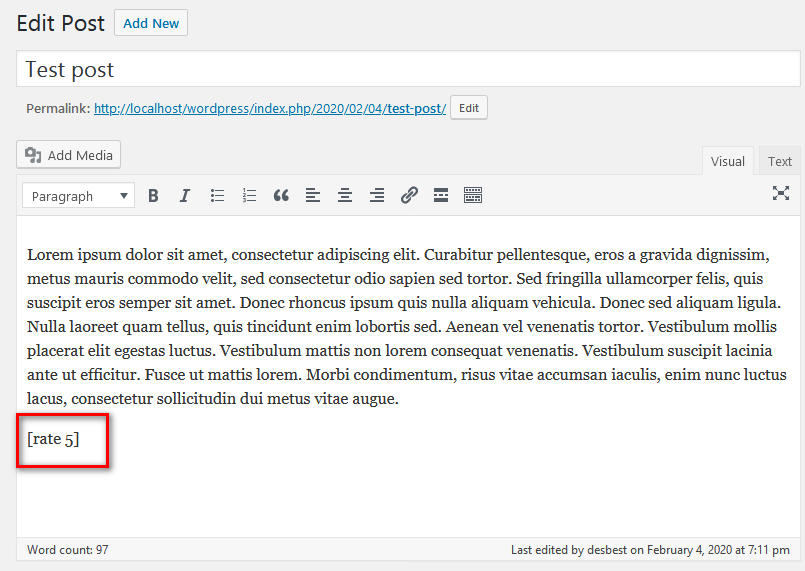 Edit Post Add New
Test post
Permalink: http://localhost/wordpress/index.php/2020/02/04/test-post/ Edit
Add Media
Visual Text
Paragraph B I
Lorem ipsum dolor sit amet, consectetur adipiscing elit. Curabitur pellentesque, eros a gravida dignissim,
metus mauris commodo velit, sed consectetur odio sapien sed tortor. Sed fringilla ullamcorper felis, quis
suscipit eros semper sit amet. Donec rhoncus ipsum quis nulla aliquam vehicula. Donec sed aliquam ligula.
Nulla laoreet quam tellus, quis tincidunt enim lobortis sed. Aenean vel venenatis tortor. Vestibulum mollis
placerat elit egestas luctus. Vestibulum mattis non lorem consequat venenatis. Vestibulum suscipit lacinia
ante ut efficitur. Fusce ut mattis lorem. Morbi condimentum, risus vitae accumsan iaculis, enim nunc luctus
lacus, consectetur sollicitudin dui metus vitae augue.
[rate 5]
Word count: 97 Last edited by desbest on February 4, 2020 at 7:11 pm